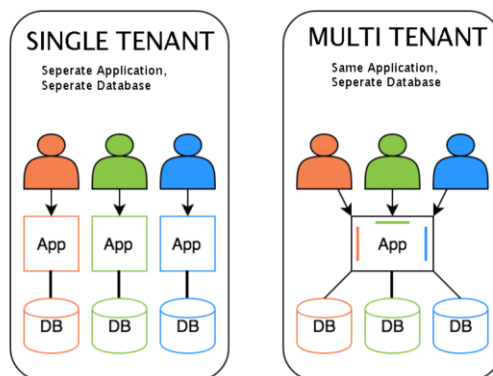 SINGLE TENANT
Seperate Application,
Seperate Database
App
App
App
DB
DB
DB
MULTI TENANT
Same Application,
Seperate Database
App
DB
DB
DB